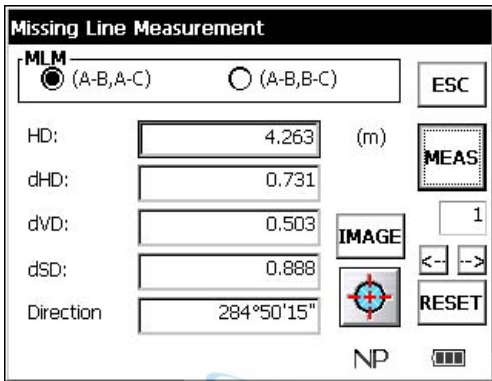 Missing Line Measurement
MLM
(A-B,A-C) (A-B,B-C)
ESC
HD: 4.263 (m)
MEAS
dHD: 0.731
dVD: 0.503
1
IMAGE
dSD: 0.888
<-- -->
Direction 284°50'15"
RESET
NP